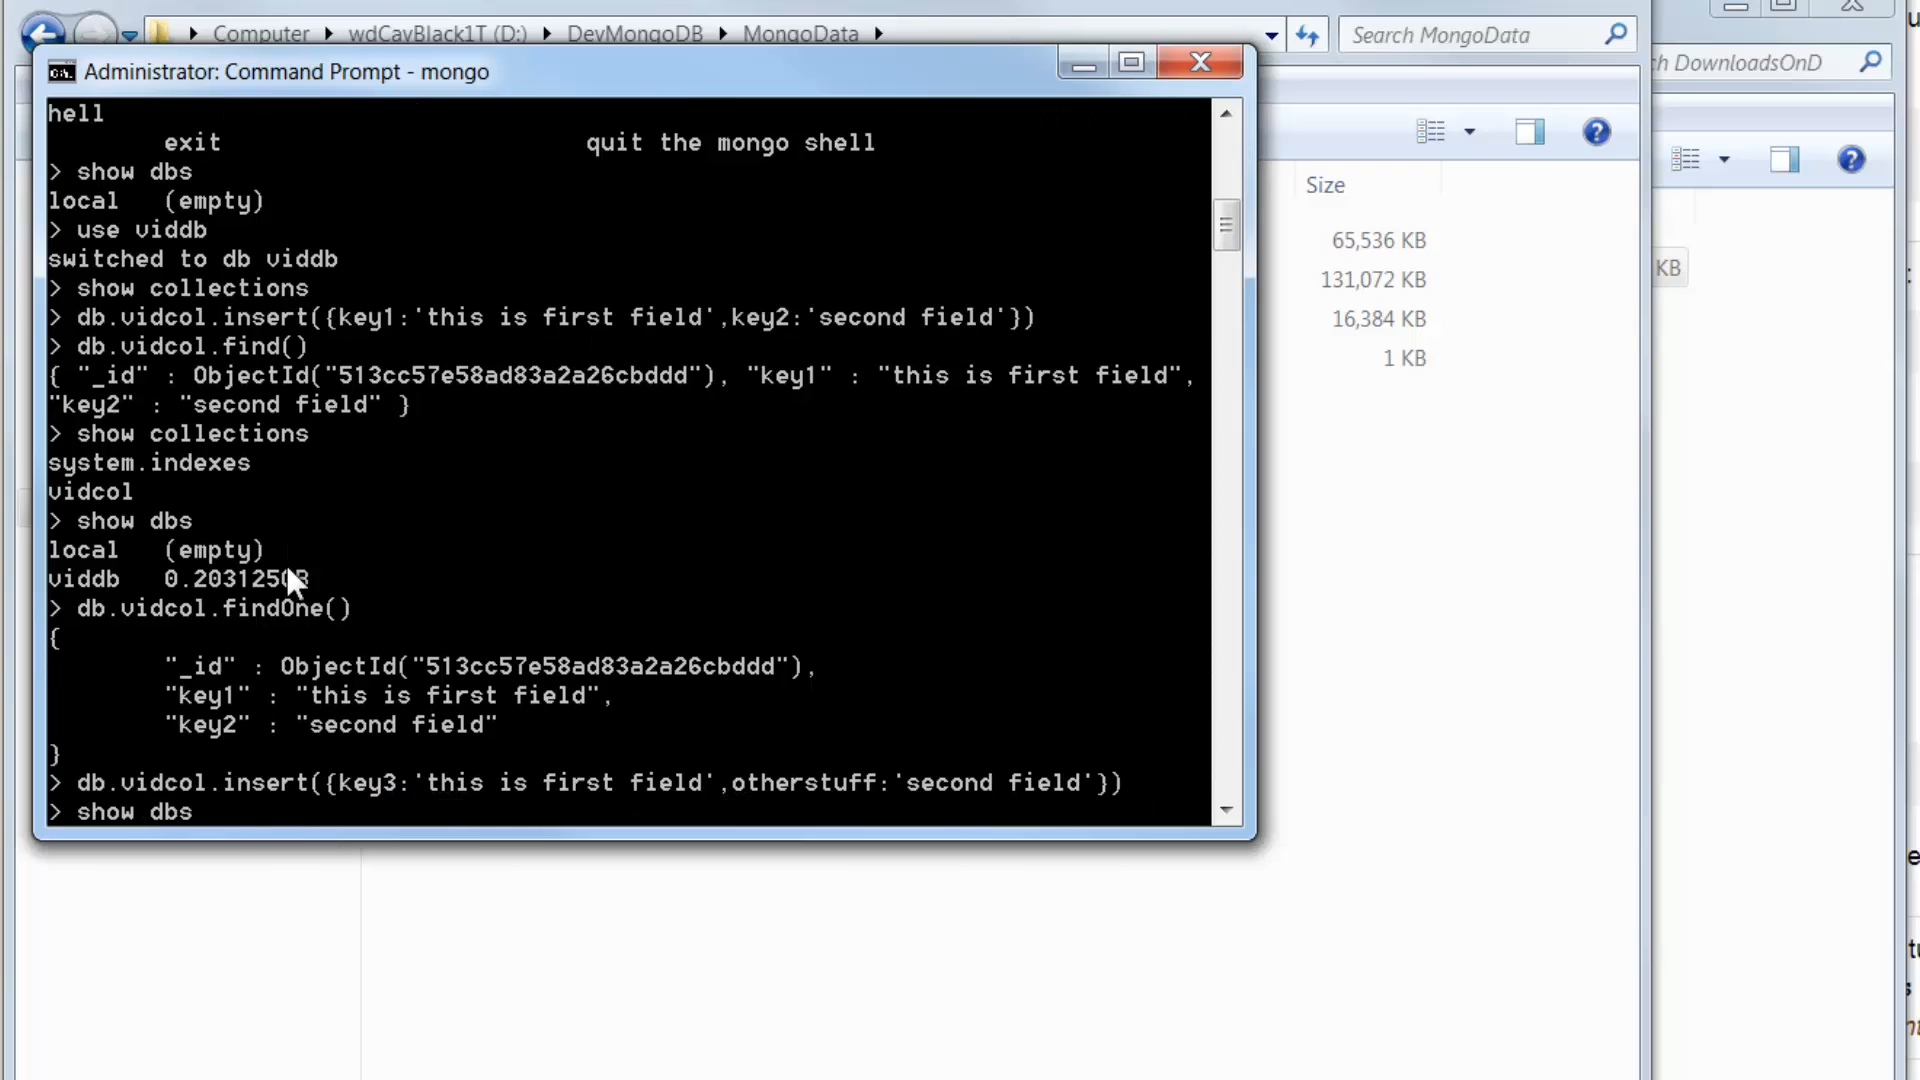 Computer wdCavBlack1T (D:) DevMongoDB MongoData
Search MongoData
DownloadsOnD
Administrator: Command Prompt - mongo
hell
exit quit the mongo shell
> show dbs
local (empty)
> use viddb
switched to db viddb
> show collections
> db.vidcol.insert({key1:'this is first field',key2:'second field'})
> db.vidcol.find()
{ "_id" : ObjectId("513cc57e58ad83a2a26cbddd"), "key1" : "this is first field",
"key2" : "second field" }
> show collections
system.indexes
vidcol
> show dbs
local (empty)
viddb 0.203125GB
> db.vidcol.findOne()
{
"_id" : ObjectId("513cc57e58ad83a2a26cbddd"),
"key1" : "this is first field",
"key2" : "second field"
}
> db.vidcol.insert({key3:'this is first field',otherstuff:'second field'})
> show dbs
Size
65,536 KB
131,072 KB
16,384 KB
1 KB
KB